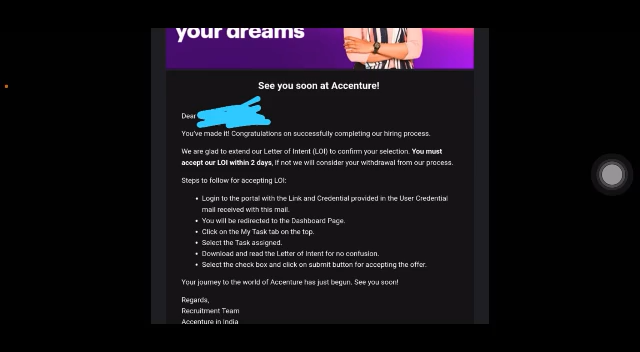 your dreams
See you soon at Accenture!
Dear
You've made it! Congratulations on successfully completing our hiring process.
We are glad to extend our Letter of Intent (LOI) to confirm your selection. You must
accept our LOI within 2 days, if not we will consider your withdrawal from our process.
Steps to follow for accepting LOI:
• Login to the portal with the Link and Credential provided in the User Credential
mail received with this mail.
• You will be redirected to the Dashboard Page.
• Click on the My Task tab on the top.
• Select the Task assigned.
• Download and read the Letter of Intent for no confusion.
• Select the check box and click on submit button for accepting the offer.
Your journey to the world of Accenture has just begun. See you soon!
Regards,
Recruitment Team
Accenture in India